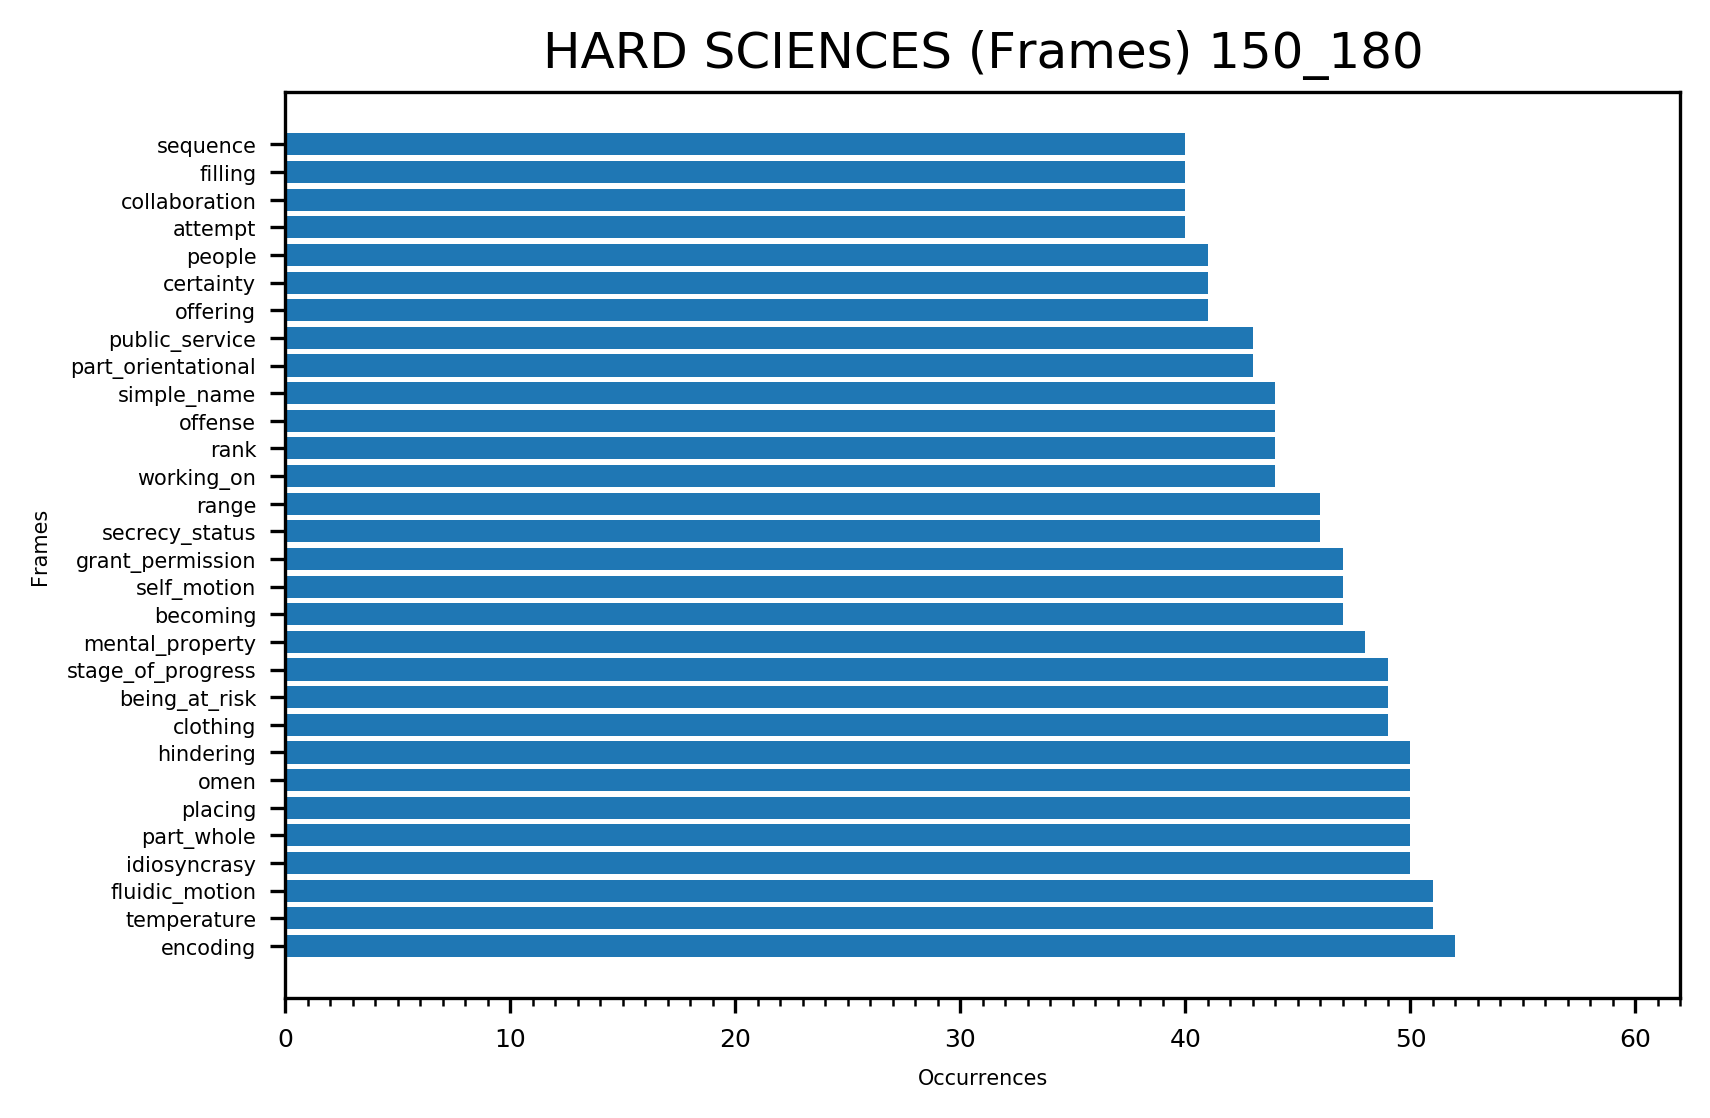 HARD SCIENCES (Frames) 150_180
sequence
filling
collaboration
attempt
people
certainty
offering
public_service
part_orientational
simple_name
offense
rank
working_on
range
secrecy_status
grant_permission
self_motion
becoming
mental_property
stage_of_progress
being_at_risk
clothing
hindering
omen
placing
part_whole
idiosyncrasy
fluidic_motion
temperature
encoding
Frames
0 10 20 30 40 50 60
Occurrences